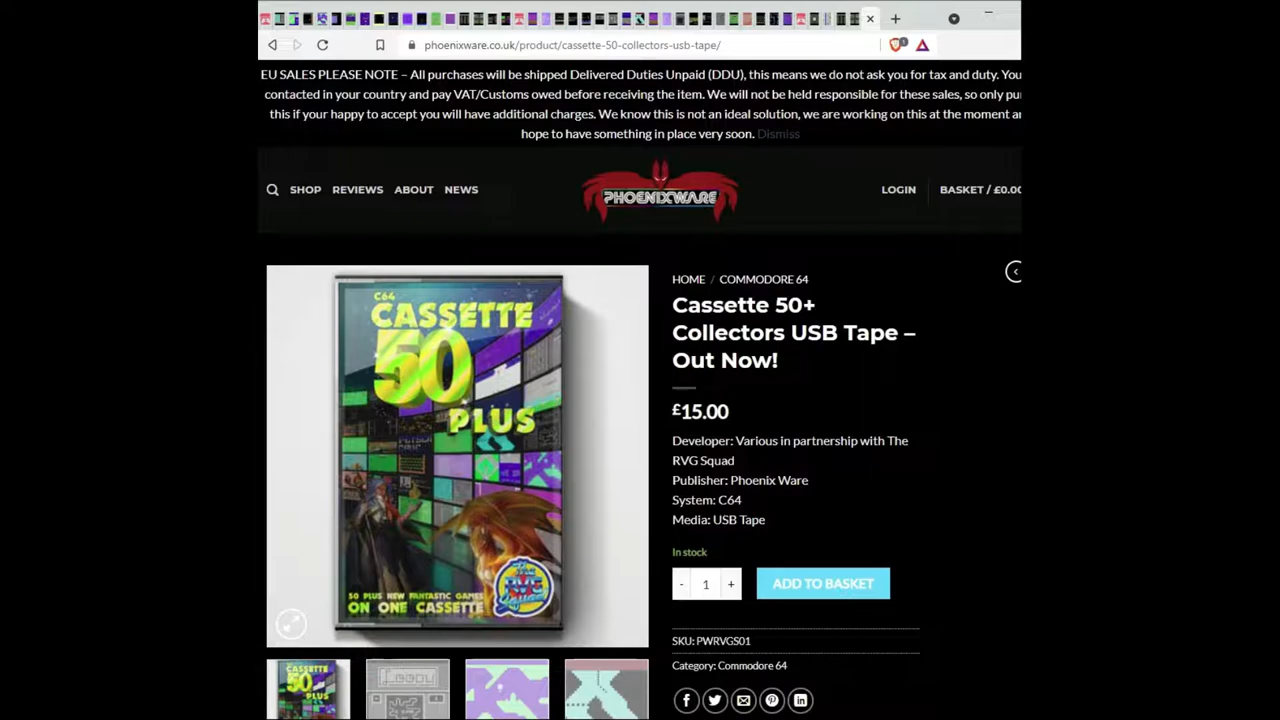 phoenixware.co.uk/product/cassette-50-collectors-usb-tape/
1
EU SALES PLEASE NOTE – All purchases will be shipped Delivered Duties Unpaid (DDU), this means we do not ask you for tax and duty. You
contacted in your country and pay VAT/Customs owed before receiving the item. We will not be held responsible for these sales, so only pu
this if your happy to accept you will have additional charges. We know this is not an ideal solution, we are working on this at the moment a
hope to have something in place very soon. Dismiss
SHOP REVIEWS ABOUT NEWS
PHOENIXWARE
LOGIN BASKET / £0.00
C64
CASSETTE
50
PLUS
THE
RVG
Squad
50 PLUS NEW FANTASTIC GAMES
ON ONE CASSETTE
HOME / COMMODORE 64
Cassette 50+
Collectors USB Tape –
Out Now!
£15.00
Developer: Various in partnership with The
RVG Squad
Publisher: Phoenix Ware
System: C64
Media: USB Tape
In stock
- 1 + ADD TO BASKET
SKU: PWRVGS01
Category: Commodore 64
CASSETTE
50
PLUS